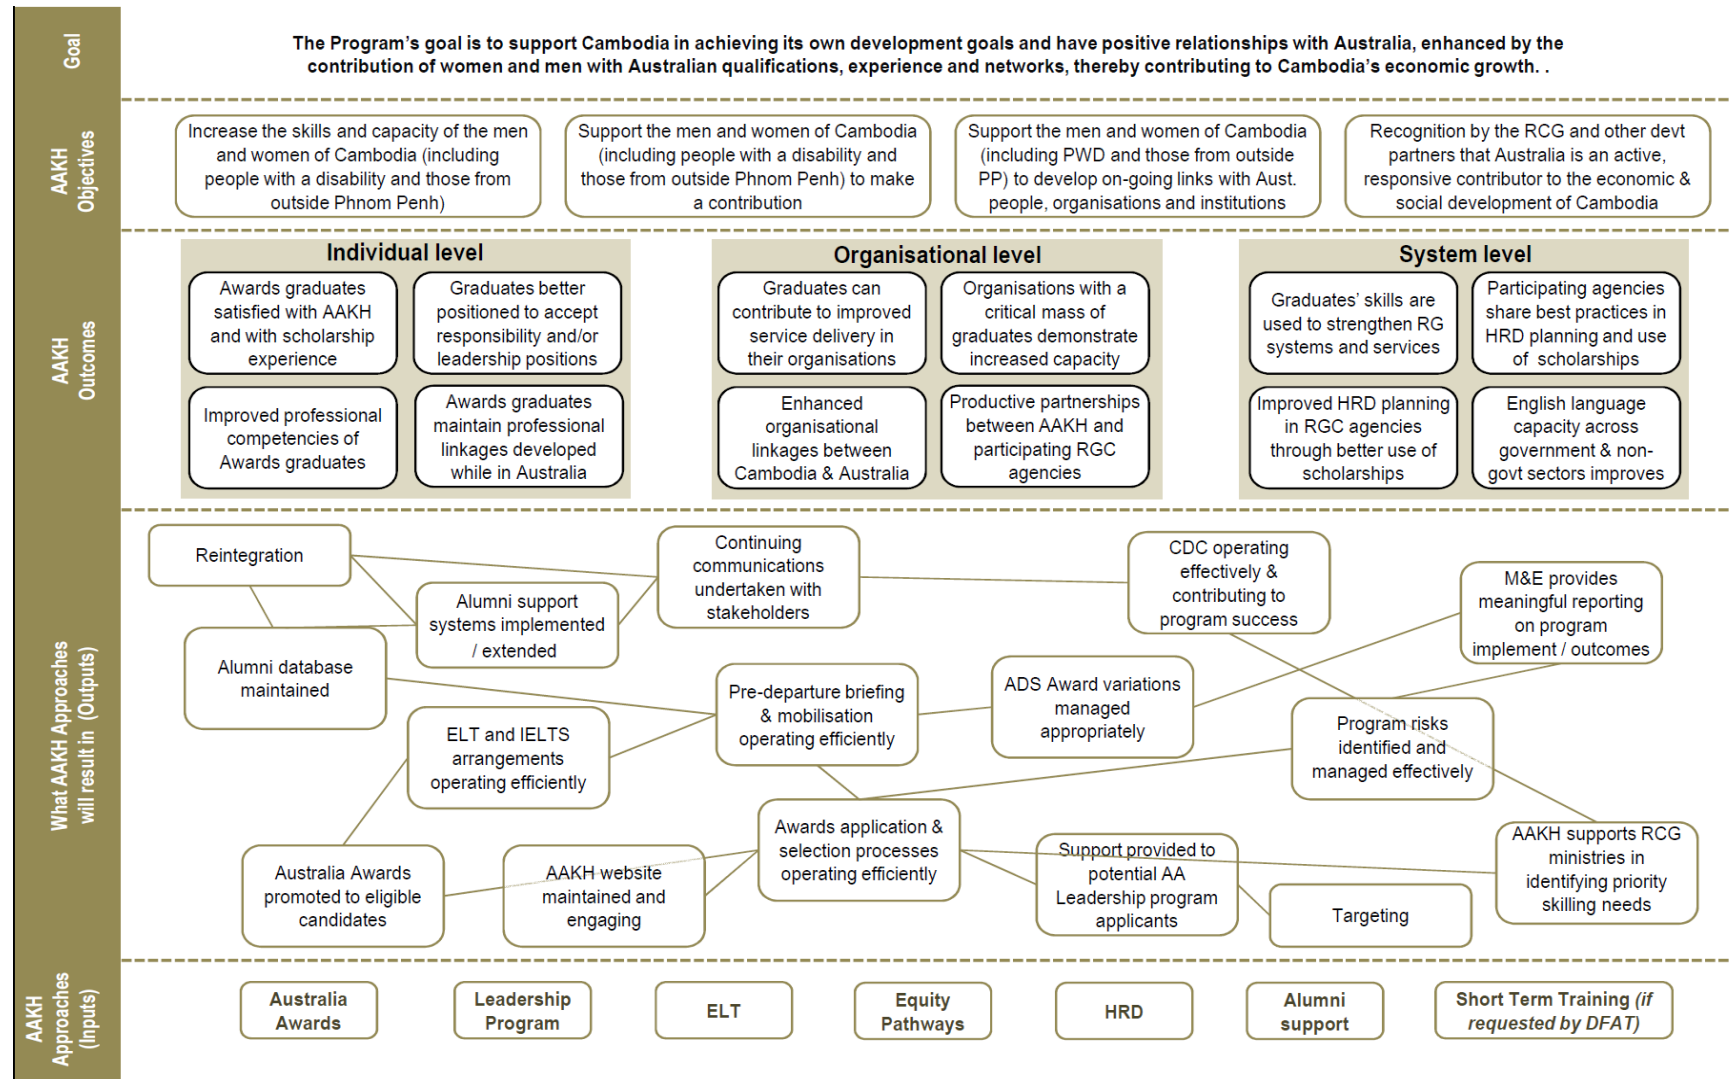 Goal
The Program's goal is to support Cambodia in achieving its own development goals and have positive relationships with Australia, enhanced by the
contribution of women and men with Australian qualifications, experience and networks, thereby contributing to Cambodia's economic growth. .
AAKH
Objectives
Increase the skills and capacity of the men
and women of Cambodia (including
people with a disability and those from
outside Phnom Penh)
Support the men and women of Cambodia
(including people with a disability and
those from outside Phnom Penh) to make
a contribution
Support the men and women of Cambodia
(including PWD and those from outside
PP) to develop on-going links with Aust.
people, organisations and institutions
Recognition by the RCG and other devt
partners that Australia is an active,
responsive contributor to the economic &
social development of Cambodia
AAKH
Outcomes
Individual level
Awards graduates
satisfied with AAKH
and with scholarship
experience
Graduates better
positioned to accept
responsibility and/or
leadership positions
Improved professional
competencies of
Awards graduates
Awards graduates
maintain professional
linkages developed
while in Australia
Organisational level
Graduates can
contribute to improved
service delivery in
their organisations
Organisations with a
critical mass of
graduates demonstrate
increased capacity
Enhanced
organisational
linkages between
Cambodia & Australia
Productive partnerships
between AAKH and
participating RGC
agencies
System level
Graduates' skills are
used to strengthen RG
systems and services
Participating agencies
share best practices in
HRD planning and use
of scholarships
Improved HRD planning
in RGC agencies
through better use of
scholarships
English language
capacity across
government & non-
govt sectors improves
What AAKH Approaches
will result in (Outputs)
Reintegration
Alumni support
systems implemented
/ extended
Continuing
communications
undertaken with
stakeholders
CDC operating
effectively &
contributing to
program success
M&E provides
meaningful reporting
on program
implement / outcomes
Alumni database
maintained
ELT and IELTS
arrangements
operating efficiently
Pre-departure briefing
& mobilisation
operating efficiently
ADS Award variations
managed
appropriately
Program risks
identified and
managed effectively
Australia Awards
promoted to eligible
candidates
AAKH website
maintained and
engaging
Awards application &
selection processes
operating efficiently
Support provided to
potential AA
Leadership program
applicants
Targeting
AAKH supports RCG
ministries in
identifying priority
skilling needs
AAKH
Approaches
(Inputs)
Australia
Awards
Leadership
Program
ELT
Equity
Pathways
HRD
Alumni
support
Short Term Training (if
requested by DFAT)